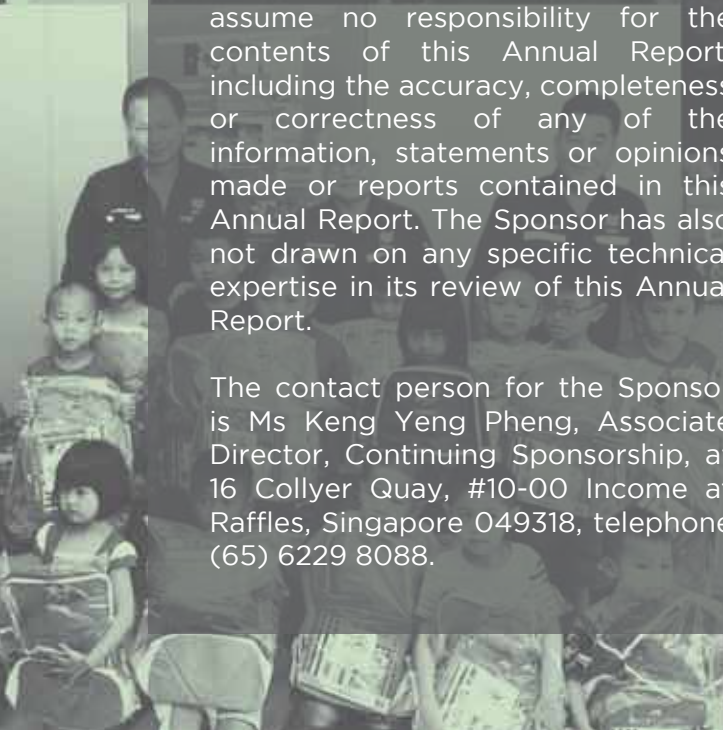 assume no responsibility for the
contents of this Annual Report
including the accuracy, completeness
or correctness of any of the
information, statements or opinions
made or reports contained in this
Annual Report. The Sponsor has also
not drawn on any specific technical
expertise in its review of this Annual
Report.
The contact person for the Sponsor
is Ms Keng Yeng Pheng, Associate
Director, Continuing Sponsorship, at
16 Collyer Quay, #10-00 Income at
Raffles, Singapore 049318, telephone
(65) 6229 8088.